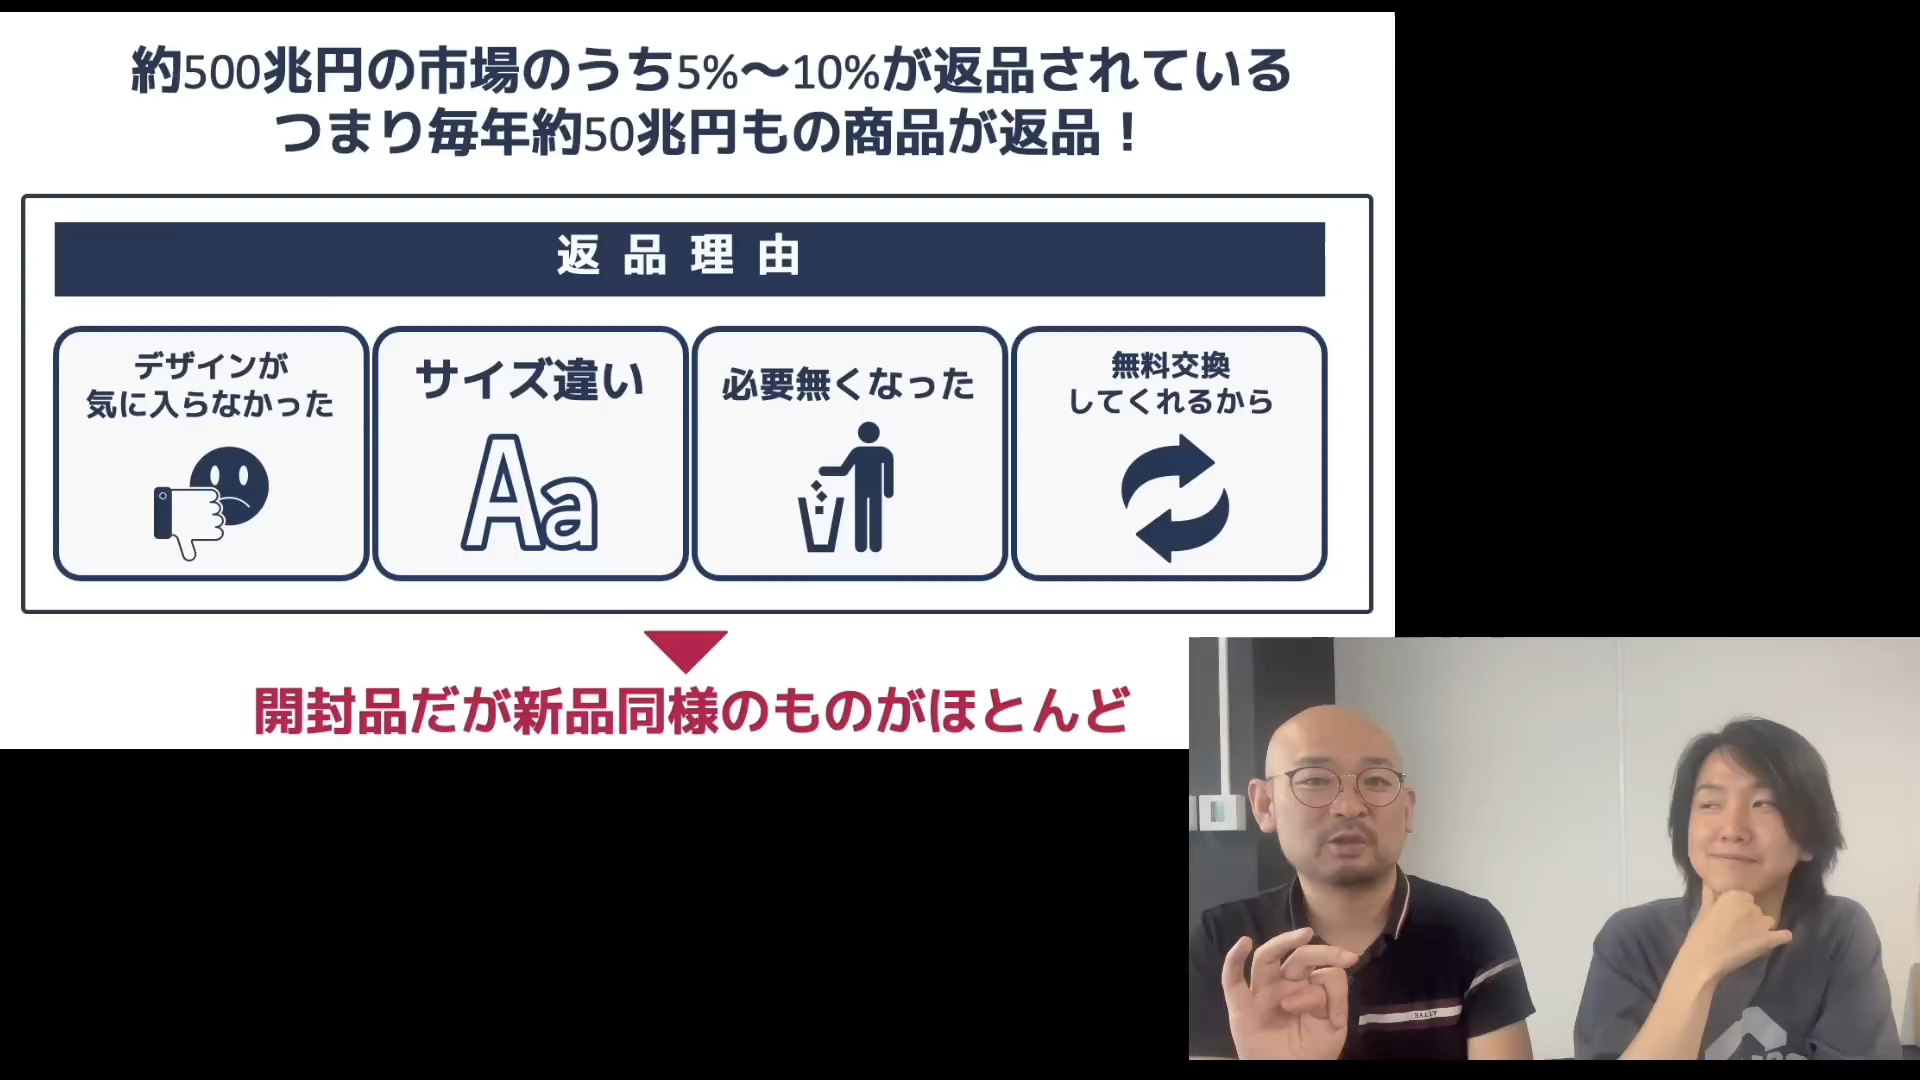 約500兆円の市場のうち5%〜10%が返品されている
つまり毎年約50兆円もの商品が返品！
返品理由
デザインが
気に入らなかった
サイズ違い
Aa
必要無くなった
無料交換
してくれるから
開封品だが新品同様のものがほとんど
BALLY